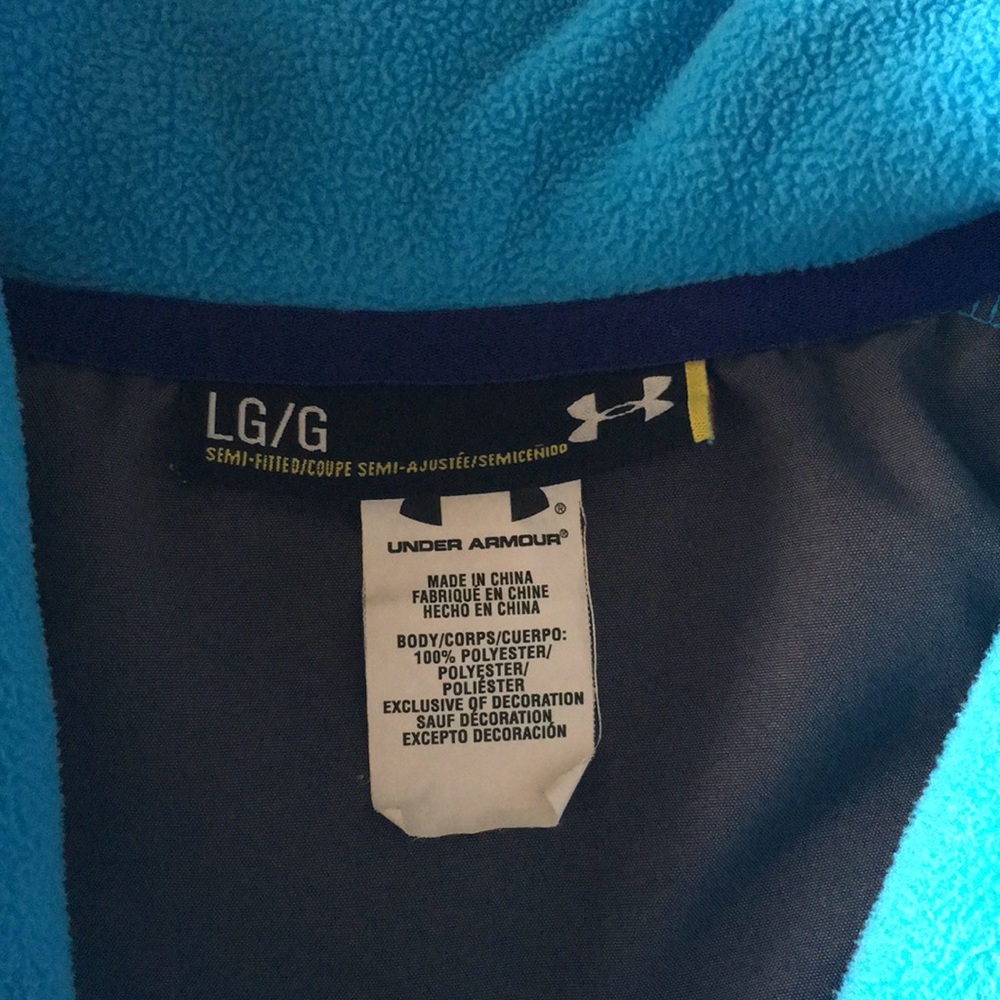 LG/G
SEMI-FITTED/COUPE SEMI-AJUSTÉE/SEMICEÑIDO
®
UNDER ARMOUR®
MADE IN CHINA
FABRIQUÉ EN CHINE
HECHO EN CHINA
BODY/CORPS/CUERPO:
100% POLYESTER/
POLYESTER/
POLIÉSTER
EXCLUSIVE OF DECORATION
SAUF DÉCORATION
EXCEPTO DECORACIÓN